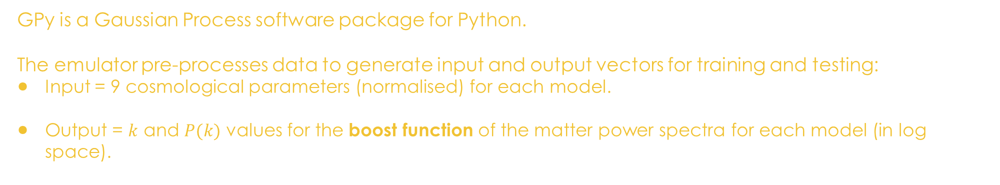 GPy is a Gaussian Process software package for Python.
The emulator pre-processes data to generate input and output vectors for training and testing:
● Input = 9 cosmological parameters (normalised) for each model.
● Output = k and P(k) values for the boost function of the matter power spectra for each model (in log
space).